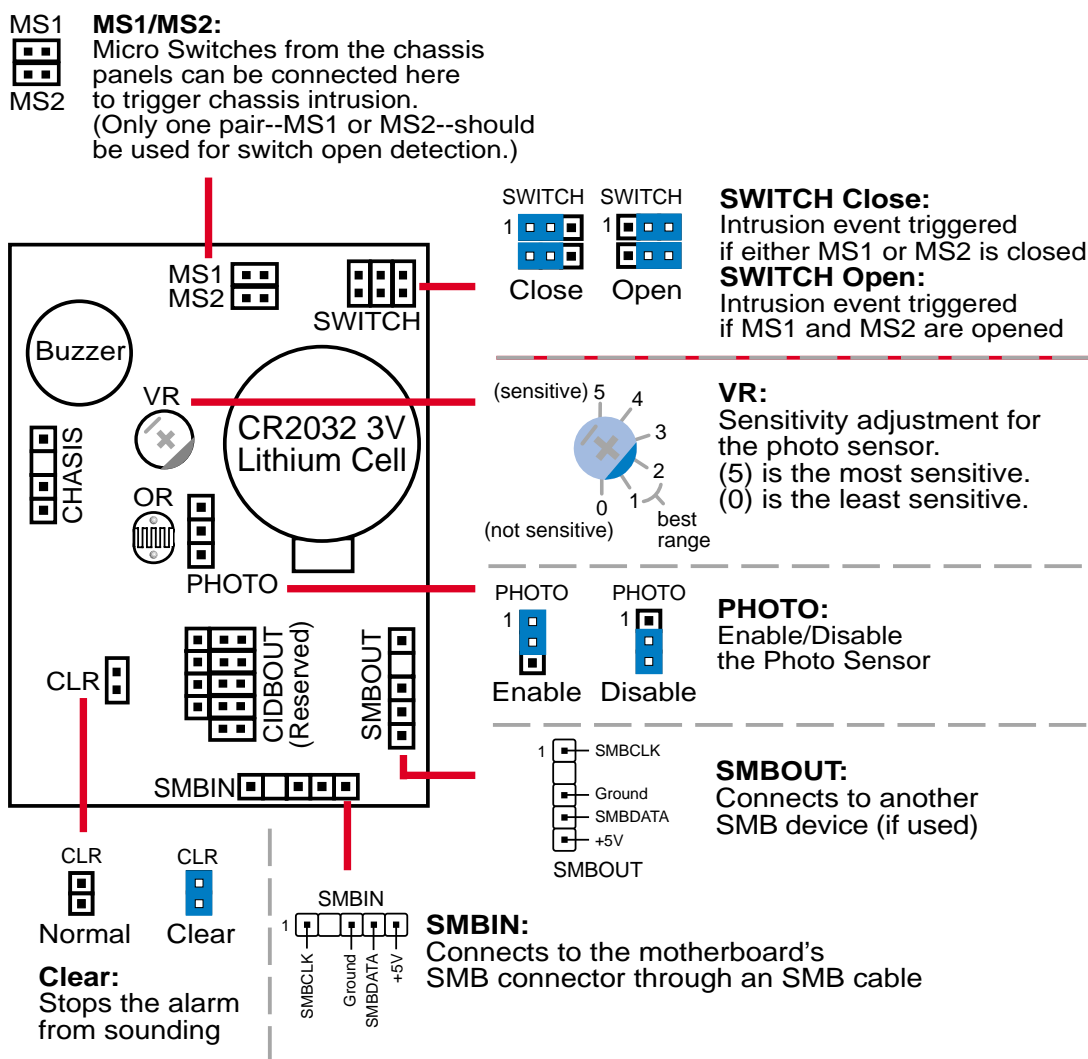 MS1
MS2
MS1/MS2:
Micro Switches from the chassis
panels can be connected here
to trigger chassis intrusion.
(Only one pair--MS1 or MS2--should
be used for switch open detection.)
SWITCH SWITCH
1 1
Close Open
SWITCH Close:
Intrusion event triggered
if either MS1 or MS2 is closed
SWITCH Open:
Intrusion event triggered
if MS1 and MS2 are opened
MS1
MS2
SWITCH
Buzzer
VR
CR2032 3V
Lithium Cell
CHASIS
OR
PHOTO
CLR
CIDBOUT
(Reserved)
SMBOUT
SMBIN
(sensitive) 5
4
3
2
1
0
(not sensitive)
best
range
VR:
Sensitivity adjustment for
the photo sensor.
(5) is the most sensitive.
(0) is the least sensitive.
PHOTO PHOTO
1 1
Enable Disable
PHOTO:
Enable/Disable
the Photo Sensor
1
SMBCLK
Ground
SMBDATA
+5V
SMBOUT
SMBOUT:
Connects to another
SMB device (if used)
CLR CLR
Normal Clear
Clear:
Stops the alarm
from sounding
SMBIN
1
SMBCLK
Ground
SMBDATA
+5V
SMBIN:
Connects to the motherboard's
SMB connector through an SMB cable